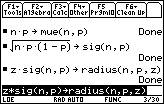 F1▾ F2▾ F3▾ F4▾ F5 F6▾
Tools Algebra Calc Other PrgmIO Clean Up
▪ n·p→mue(n,p) Done
▪ √(n·p·(1-p))→sig(n,p) Done
▪ z·sig(n,p)→radius(n,p,z) Done
z*sig(n,p)→radius(n,p,z)
LOE RAD AUTO FUNC 3/30